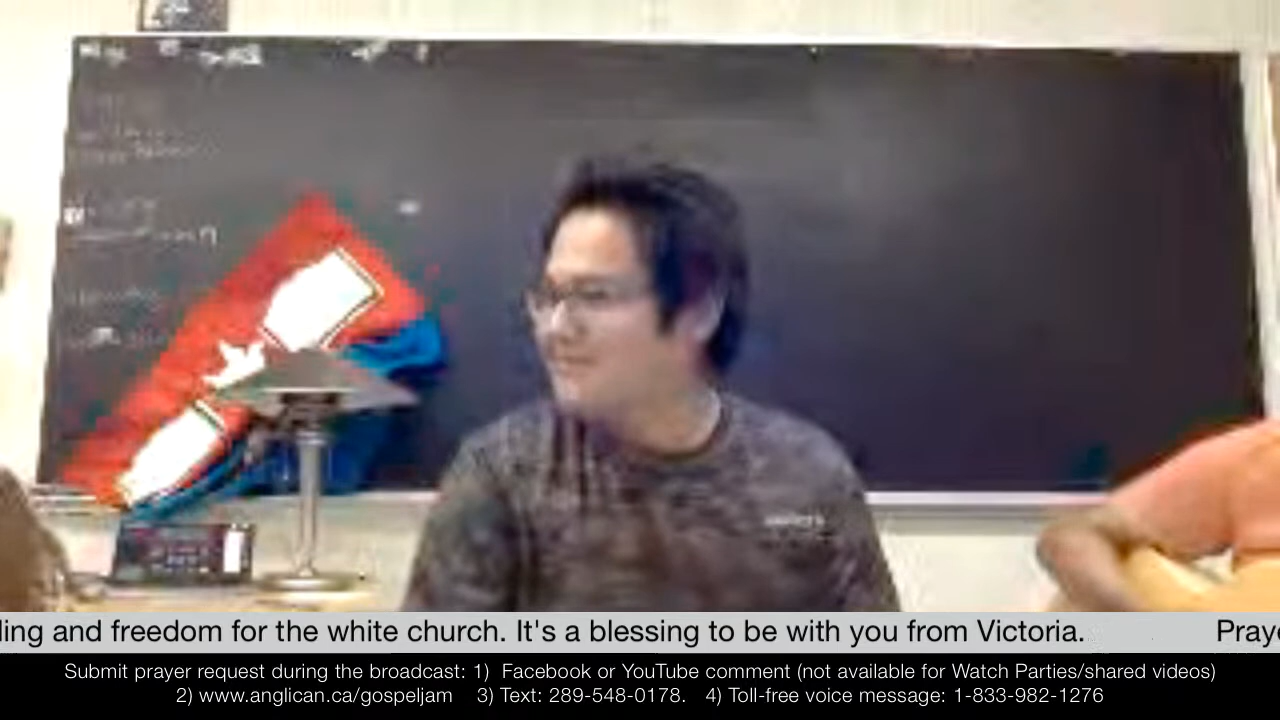 ling and freedom for the white church. It's a blessing to be with you from Victoria. Praye
Submit prayer request during the broadcast: 1) Facebook or YouTube comment (not available for Watch Parties/shared videos)
2) www.anglican.ca/gospeljam 3) Text: 289-548-0178. 4) Toll-free voice message: 1-833-982-1276